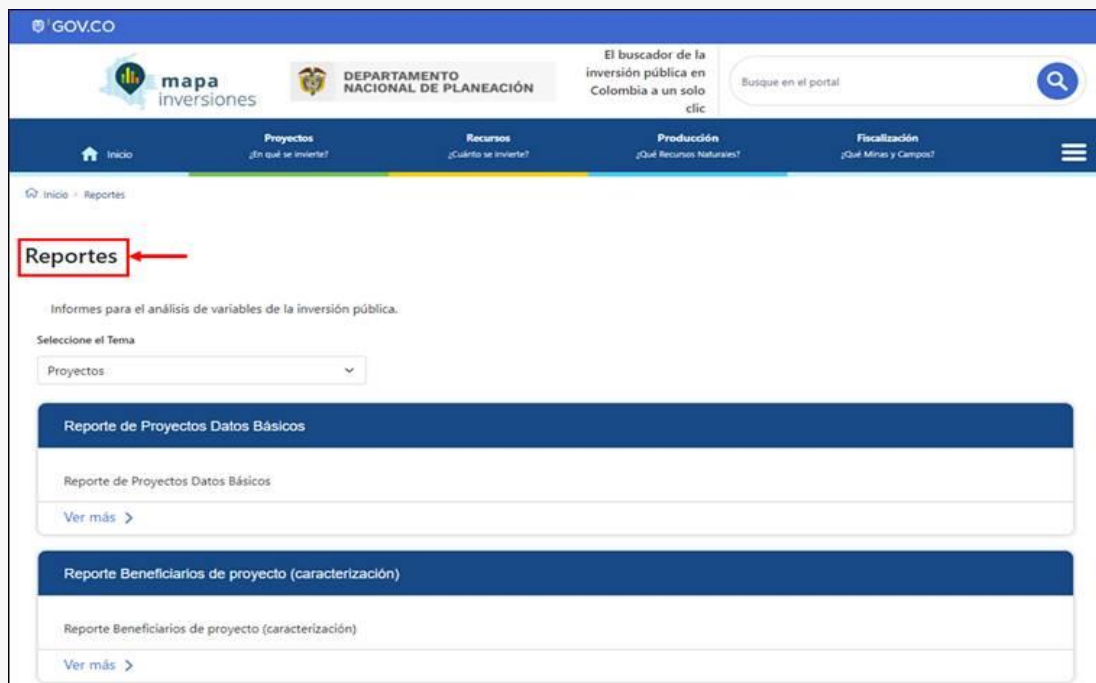 GOV.CO
mapa
inversiones
DEPARTAMENTO
NACIONAL DE PLANEACIÓN
El buscador de la
inversión pública en
Colombia a un solo
clic
Busque en el portal
Inicio
Proyectos
¿En qué se invierte?
Recursos
¿Cuánto se invierte?
Producción
¿Qué Recursos Naturales?
Fiscalización
¿Qué Minas y Campos?
Inicio > Reportes
Reportes
Informes para el análisis de variables de la inversión pública.
Seleccione el Tema
Proyectos
Reporte de Proyectos Datos Básicos
Reporte de Proyectos Datos Básicos
Ver más >
Reporte Beneficiarios de proyecto (caracterización)
Reporte Beneficiarios de proyecto (caracterización)
Ver más >